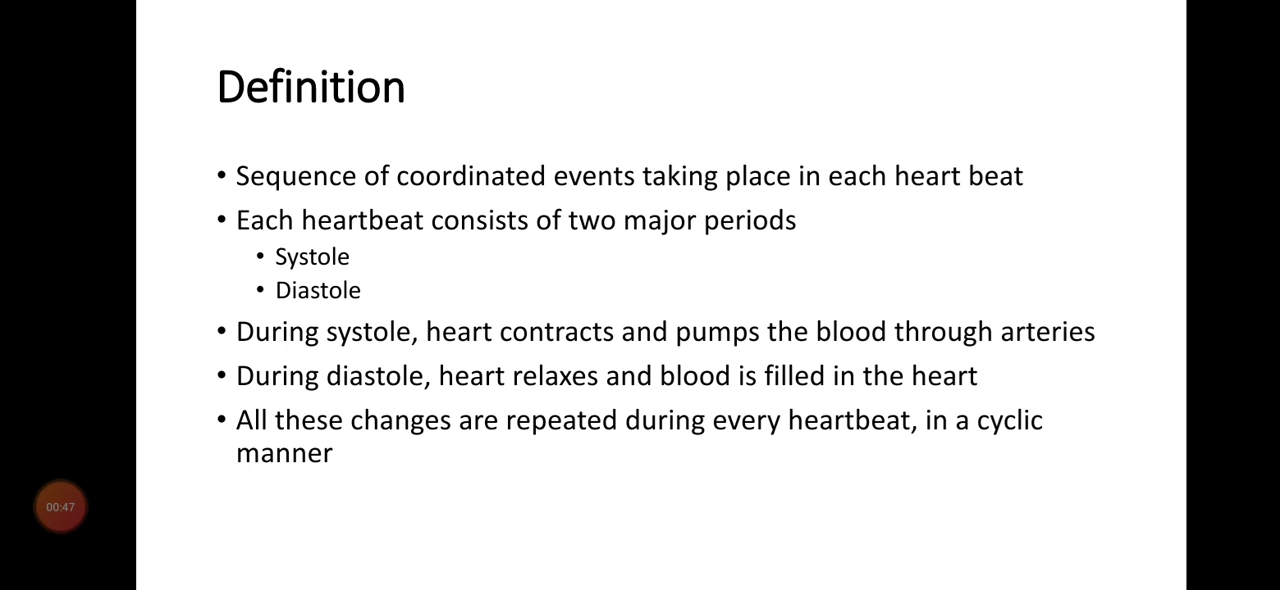 Definition
• Sequence of coordinated events taking place in each heart beat
• Each heartbeat consists of two major periods
• Systole
• Diastole
• During systole, heart contracts and pumps the blood through arteries
• During diastole, heart relaxes and blood is filled in the heart
• All these changes are repeated during every heartbeat, in a cyclic
manner
00:47